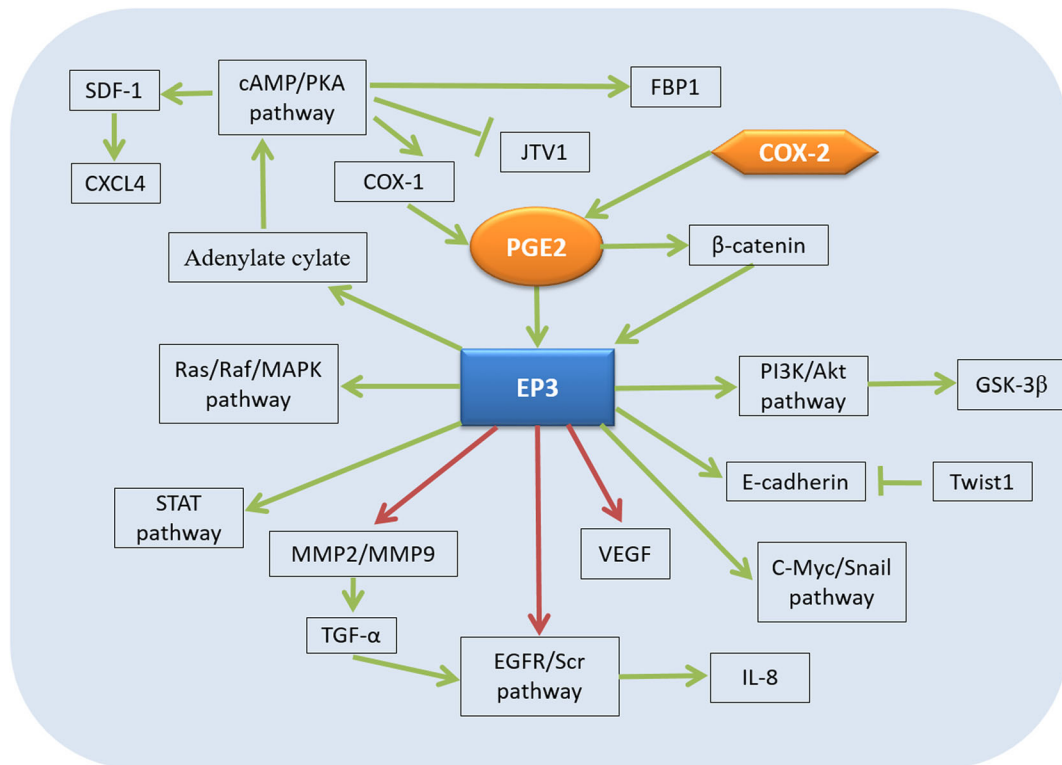 SDF-1
cAMP/PKA
pathway
FBP1
JTV1
COX-2
CXCL4
COX-1
Adenylate cylate
PGE2
β-catenin
Ras/Raf/MAPK
pathway
EP3
PI3K/Akt
pathway
GSK-3β
STAT
pathway
E-cadherin
Twist1
MMP2/MMP9
VEGF
C-Myc/Snail
pathway
TGF-α
EGFR/Scr
pathway
IL-8